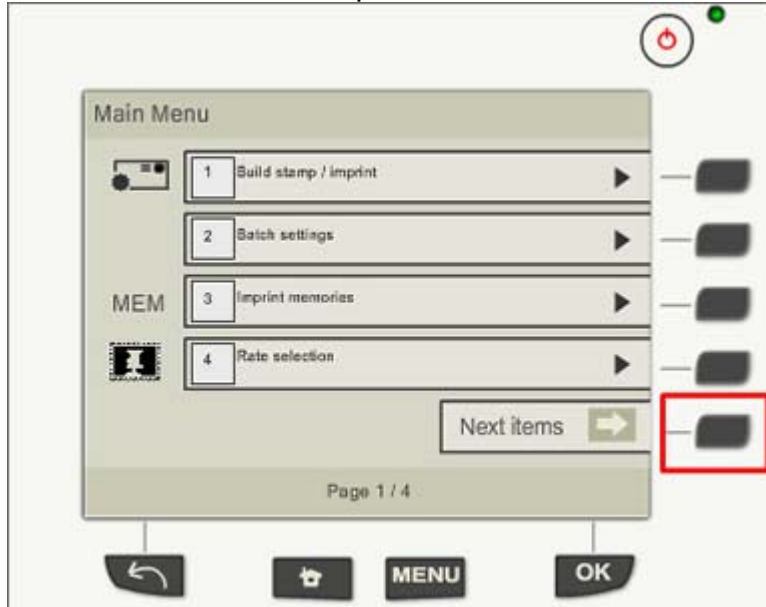 Main Menu
1 Build stamp / imprint
2 Batch settings
MEM 3 Imprint memories
4 Rate selection
Next items
Page 1 / 4
MENU OK